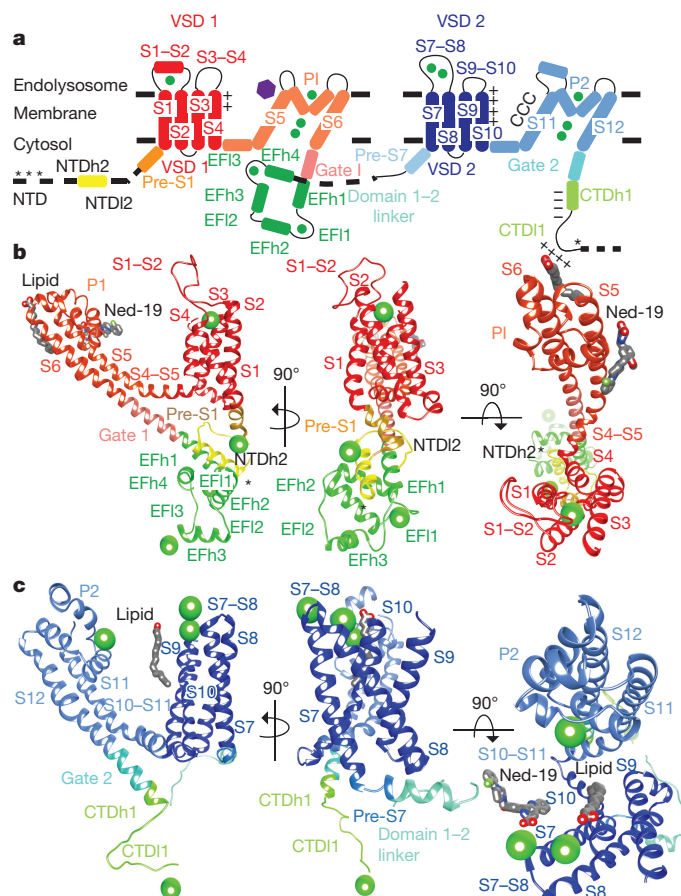 a
VSD 1
VSD 2
S1–S2
S3–S4
S7–S8
S9–S10
Endolysosome
Membrane
Cytosol
PI
P2
CCC
S1
S2
S3
S4
S5
S6
S7
S8
S9
S10
S11
S12
+
+
++++
VSD 1
VSD 2
EFl3
EFh4
Gate I
Pre-S7
Gate 2
* * *
NTD
NTDh2
NTDl2
Pre-S1
EFh3
EFh1
EFl2
EFl1
EFh2
Domain 1–2
linker
CTDh1
CTDl1
*
++++
b
Lipid
P1
S1–S2
Ned-19
S3
S2
S4
S6
S5
S4–S5
S1
Pre-S1
Gate 1
NTDh2
EFh1
EFh4
EFl1
*
EFh2
EFl3
EFl2
EFh3
90°
S1–S2
S2
S1
S3
Pre-S1
NTDl2
EFh2
EFh1
*
EFl2
EFl1
EFh3
90°
S6
S5
PI
Ned-19
S4–S5
NTDh2*
S4
S1
S1–S2
S3
S2
c
P2
Lipid
S7–S8
S8
S9
S11
S12
S10
S10–S11
S7
Gate 2
CTDh1
CTDl1
90°
S7–S8
S10
S9
S7
S8
CTDh1
Pre-S7
CTDl1
Domain 1–2
linker
90°
S12
P2
S11
S10–S11
S9
Ned-19
Lipid
S10
S7
S7–S8
S8